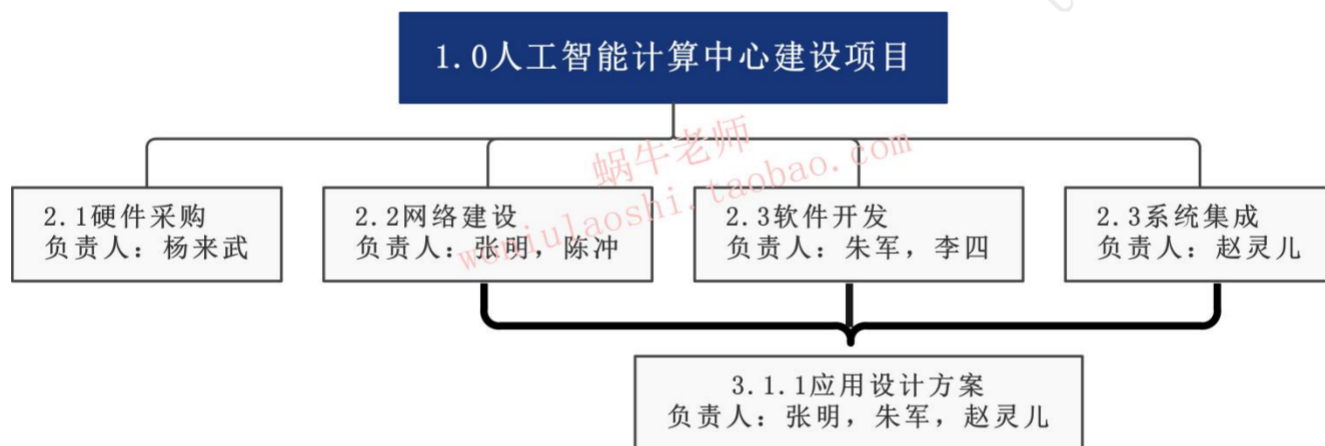 1.0人工智能计算中心建设项目
蜗牛老师
woniulaoshi.taobao.com
2.1硬件采购
负责人：杨来武
2.2网络建设
负责人：张明，陈冲
2.3软件开发
负责人：朱军，李四
2.3系统集成
负责人：赵灵儿
3.1.1应用设计方案
负责人：张明，朱军，赵灵儿